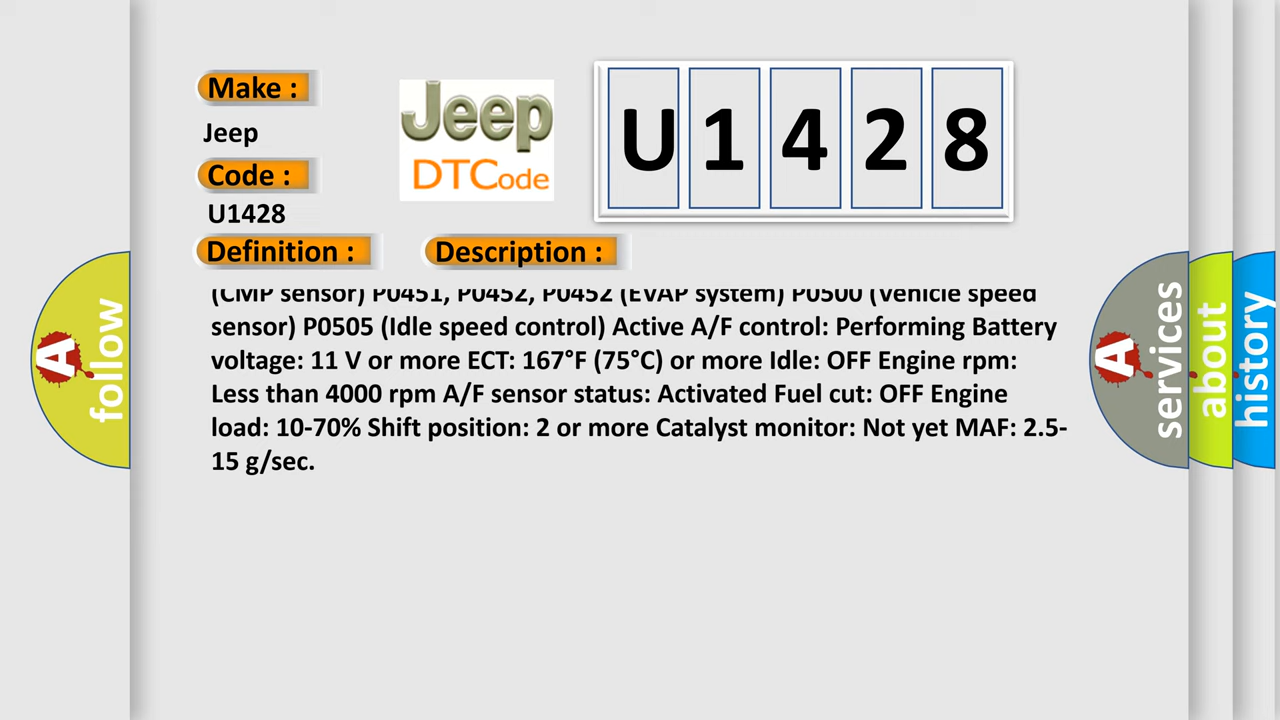 Make :
Jeep
Code :
U1428
Definition :
Description :
Jeep
DTCode
U1428
(CMP sensor) P0451, P0452, P0452 (EVAP system) P0500 (Vehicle speed
sensor) P0505 (Idle speed control) Active A/F control: Performing Battery
voltage: 11 V or more ECT: 167°F (75°C) or more Idle: OFF Engine rpm:
Less than 4000 rpm A/F sensor status: Activated Fuel cut: OFF Engine
load: 10-70% Shift position: 2 or more Catalyst monitor: Not yet MAF: 2.5-
15 g/sec.
A
follow
A
services
about
history